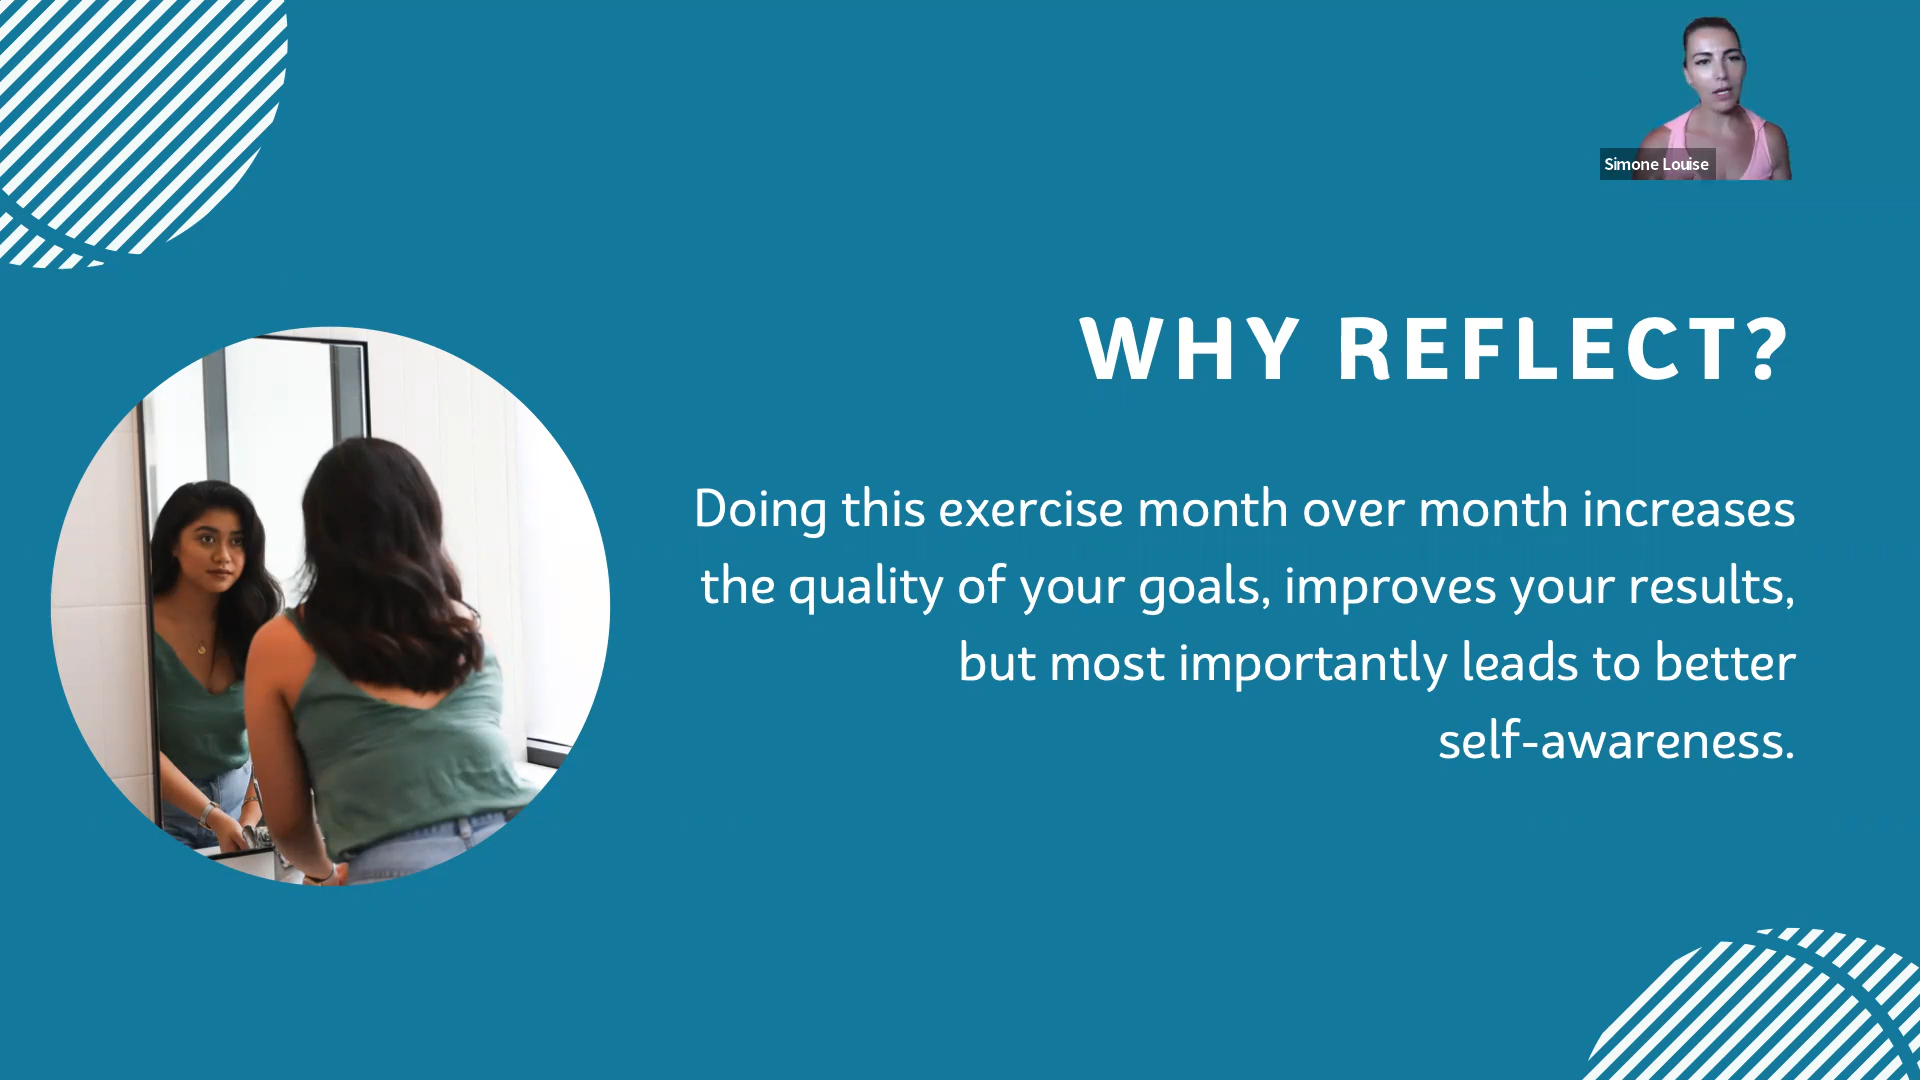 Simone Louise
WHY REFLECT?
Doing this exercise month over month increases
the quality of your goals, improves your results,
but most importantly leads to better
self-awareness.